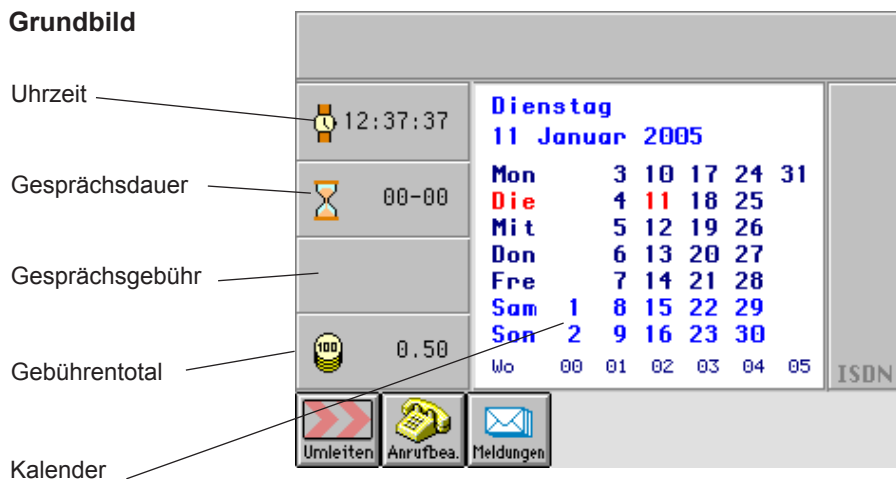 Grundbild
Uhrzeit
Gesprächsdauer
Gesprächsgebühr
Gebührentotal
Kalender
12:37:37
00-00
100
0.50
Dienstag
11 Januar 2005
Mon 3 10 17 24 31
Die 4 11 18 25
Mit 5 12 19 26
Don 6 13 20 27
Fre 7 14 21 28
Sam 1 8 15 22 29
Son 2 9 16 23 30
Wo 00 01 02 03 04 05
ISDN
Umleiten Anrufbea. Meldungen